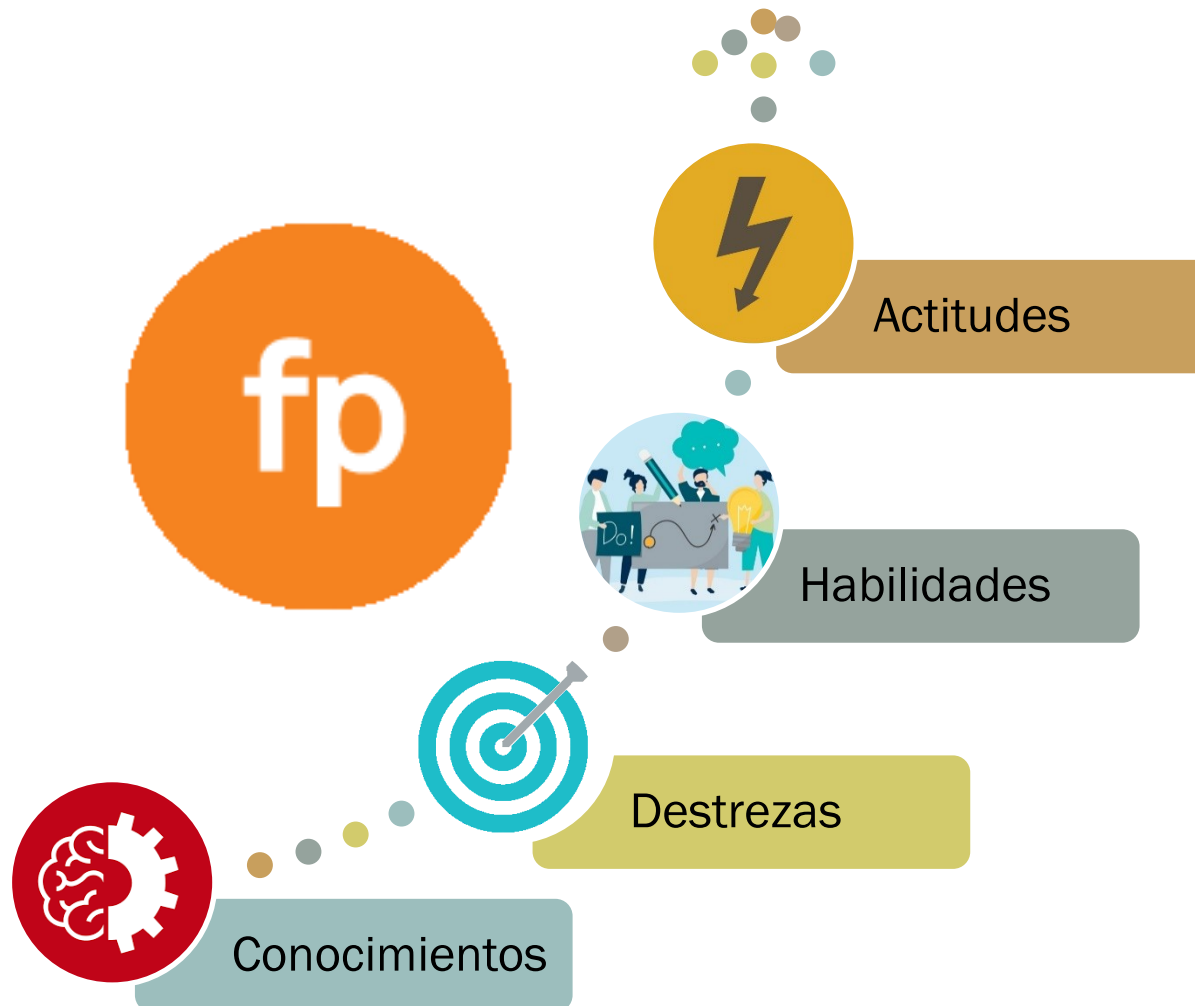 fp
Actitudes
Do!
Habilidades
Destrezas
Conocimientos